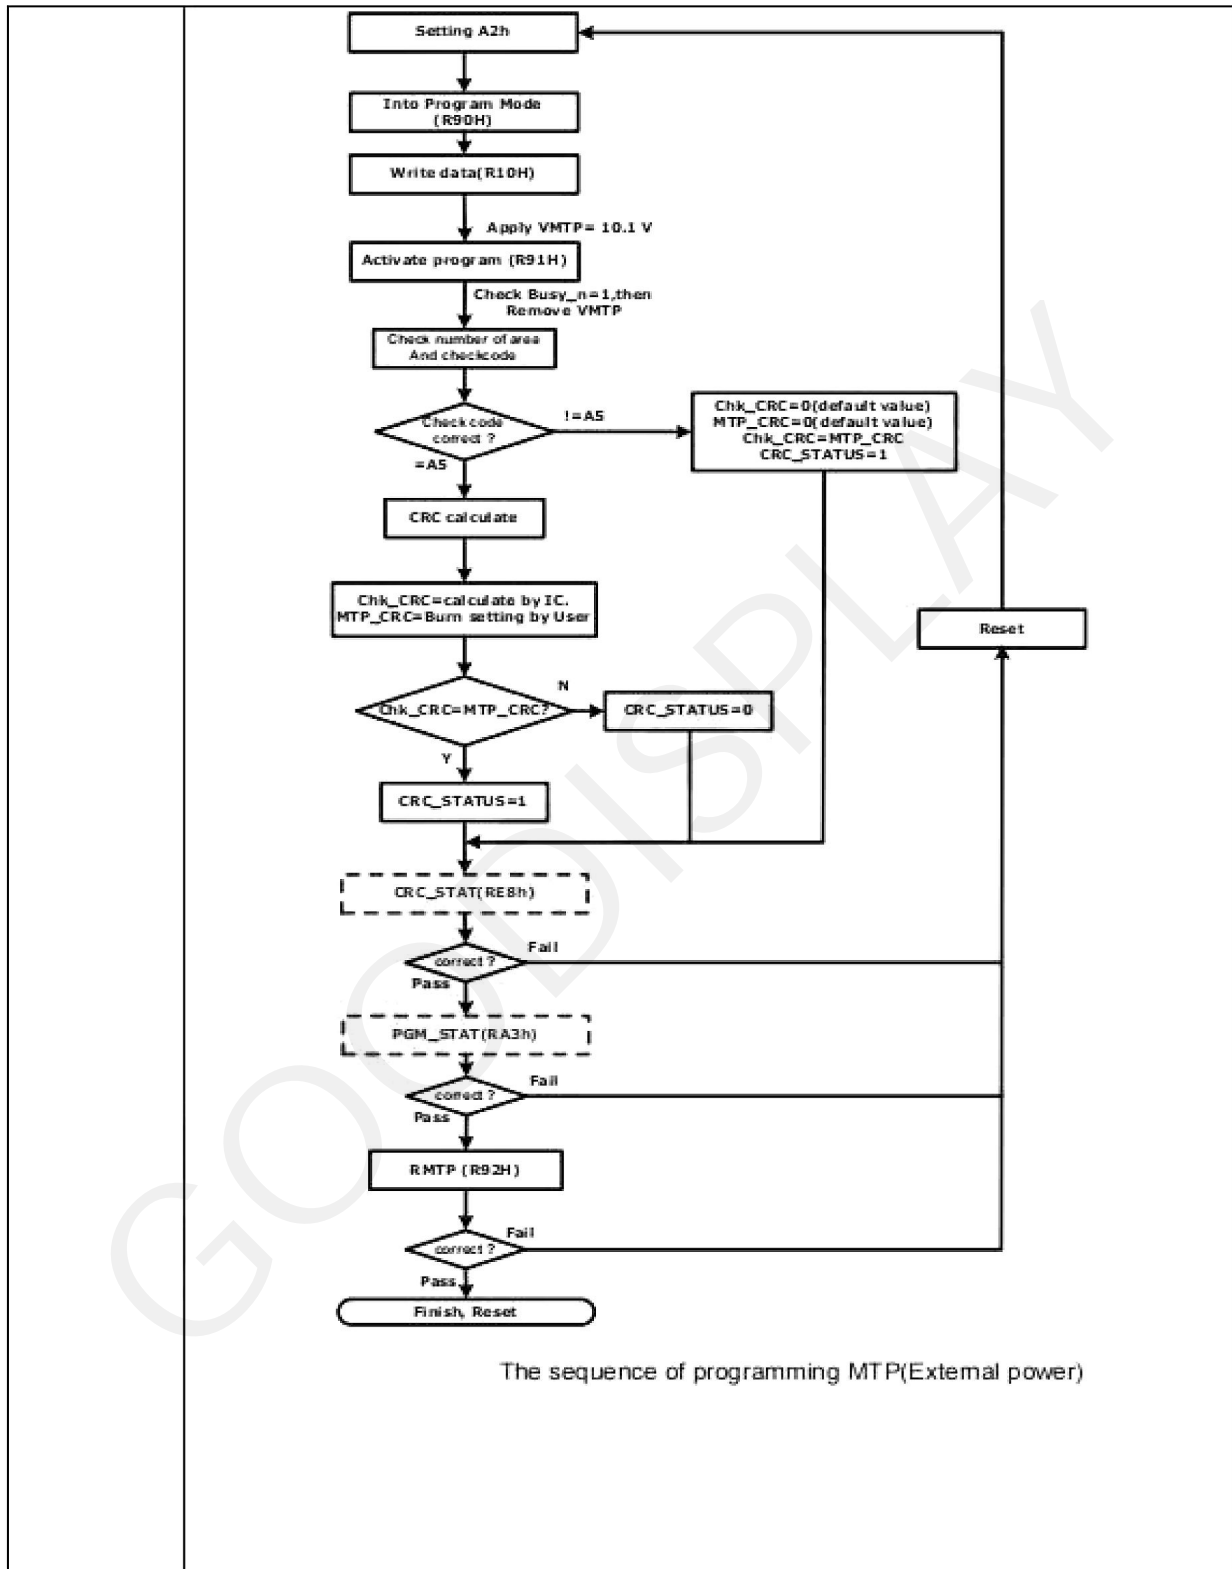 Setting A2h
Into Program Mode
(R90H)
Write data(R10H)
Apply VMTP= 10.1 V
Activate program (R91H)
Check Busy_n=1,then
Remove VMTP
Check number of area
And checkcode
Check code
correct ?
!=A5
=A5
Chk_CRC=0(default value)
MTP_CRC=0(default value)
Chk_CRC=MTP_CRC
CRC_STATUS=1
CRC calculate
Chk_CRC=calculate by IC.
MTP_CRC=Burn setting by User
Reset
Chk_CRC=MTP_CRC?
N
CRC_STATUS=0
Y
CRC_STATUS=1
CRC_STAT(RE8h)
correct ?
Fail
Pass
PGM_STAT(RA3h)
correct ?
Fail
Pass
RMTP (R92H)
correct ?
Fail
Pass
Finish, Reset
The sequence of programming MTP(External power)
GOODISPLAY